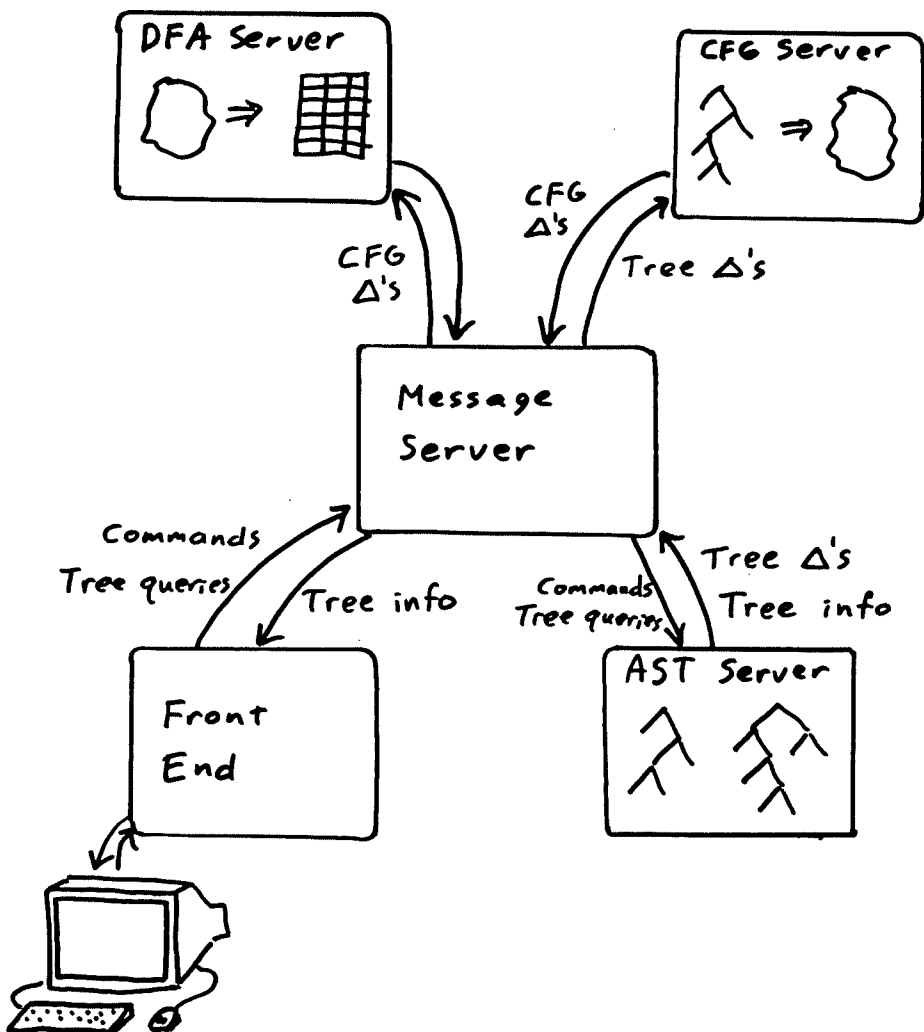 DFA Server
CFG Server
CFG
Δ's
CFG
Δ's
Tree Δ's
Message
Server
Commands
Tree queries
Tree info
Commands
Tree queries
Tree Δ's
Tree info
Front
End
AST Server